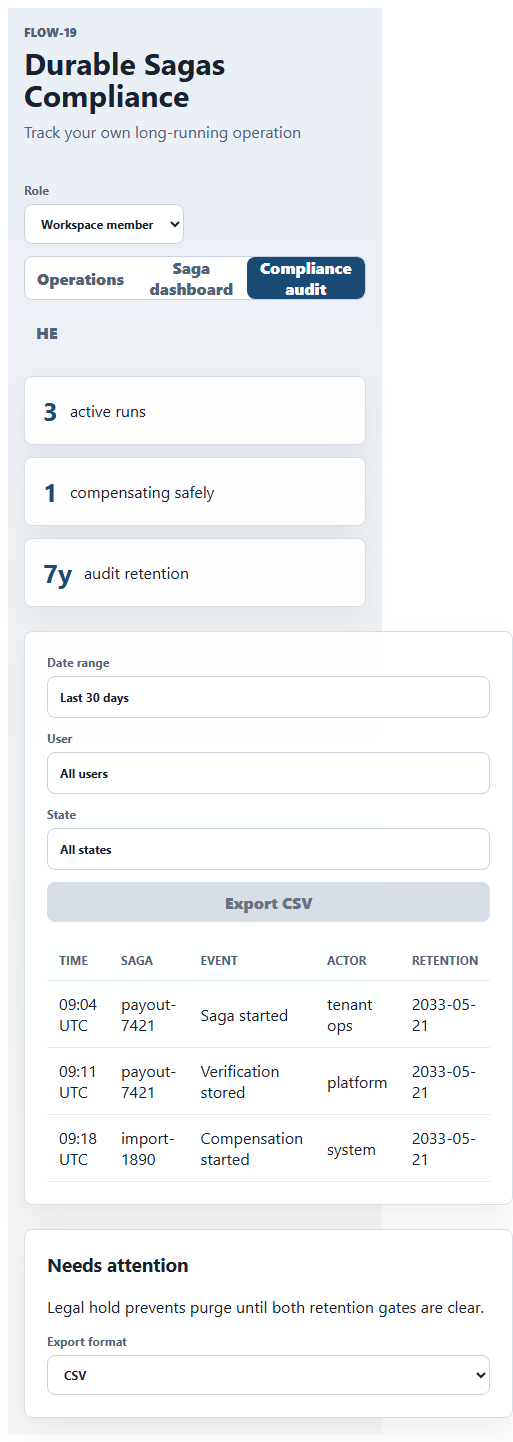 FLOW-19
Durable Sagas
Compliance
Track your own long-running operation
Role
Workspace member
Operations
Saga
dashboard
Compliance
audit
HE
3 active runs
1 compensating safely
7y audit retention
Date range
Last 30 days
User
All users
State
All states
Export CSV
TIME SAGA EVENT ACTOR RETENTION
09:04 UTC payout-7421 Saga started tenant ops 2033-05-21
09:11 UTC payout-7421 Verification stored platform 2033-05-21
09:18 UTC import-1890 Compensation started system 2033-05-21
Needs attention
Legal hold prevents purge until both retention gates are clear.
Export format
CSV